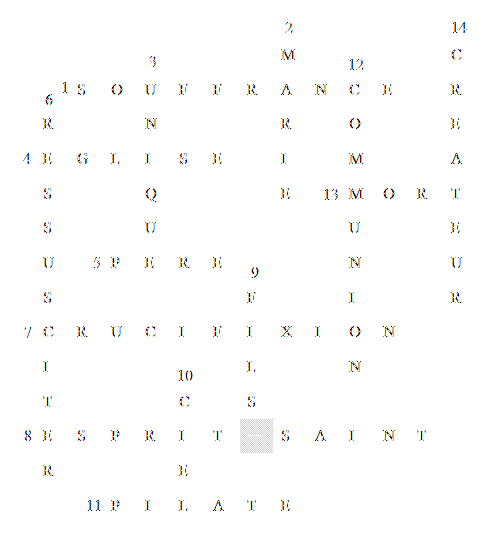 2 14
3 M 12 C
1 S O U F F R A N C E R
6
R N R O E
4 E G L I S E I M A
S Q E 13 M O R T
S U U E
U 5 P E R E N U
9
S F I R
7 C R U C I F I X I O N
I L N
10
T C S
8 E S P R I T - S A I N T
R E
11 P I L A T E